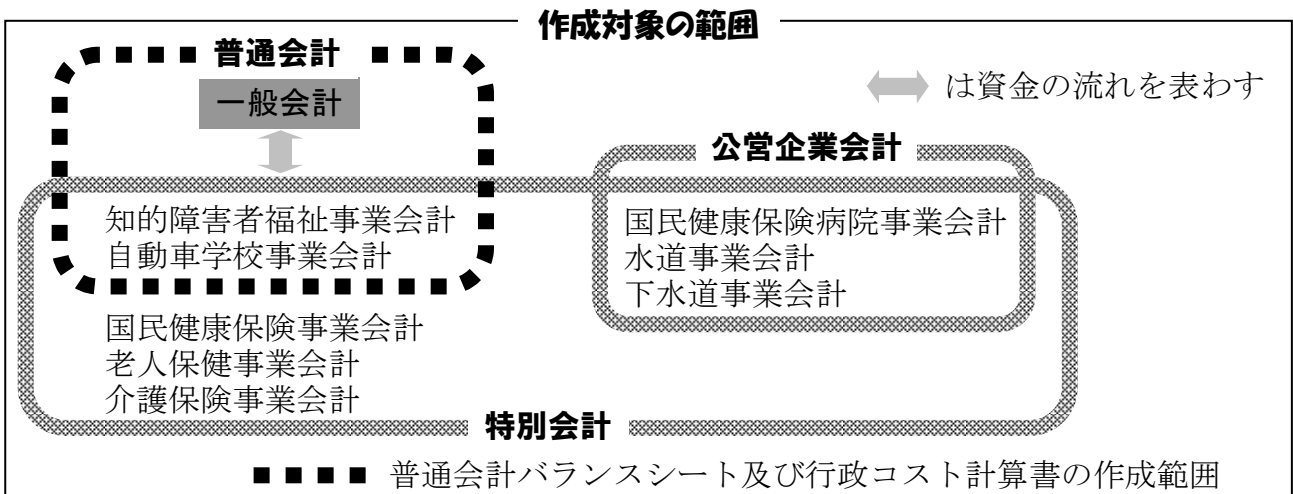 作成対象の範囲
普通会計
一般会計
は資金の流れを表わす
公営企業会計
知的障害者福祉事業会計
自動車学校事業会計
国民健康保険病院事業会計
水道事業会計
下水道事業会計
国民健康保険事業会計
老人保健事業会計
介護保険事業会計
特別会計
普通会計バランスシート及び行政コスト計算書の作成範囲